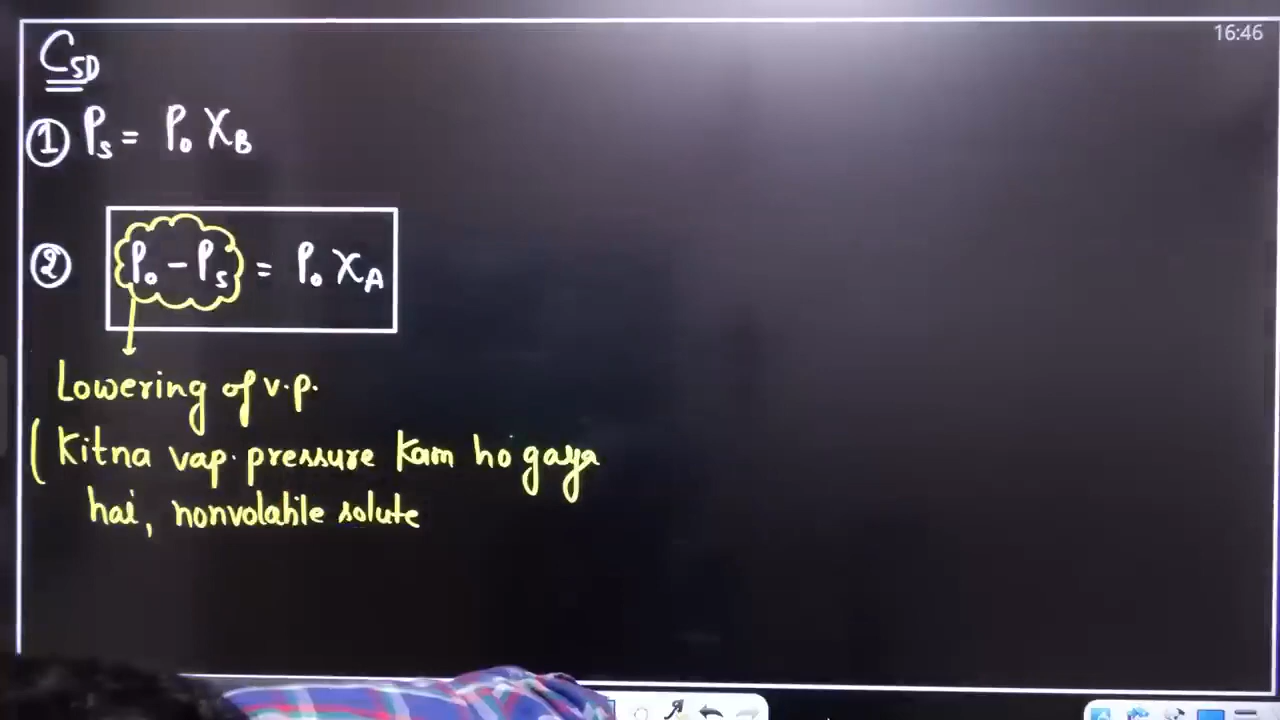 16:46
CSD
① Ps = P₀ XB
② P₀ - Ps = P₀ XA
Lowering of v.p.
(Kitna vap. pressure kam ho gaya
hai, nonvolatile solute